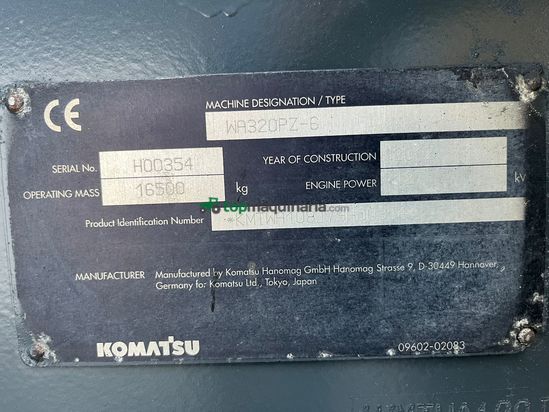 CE
MACHINE DESIGNATION / TYPE
WA320PZ-6
SERIAL No. H00354 YEAR OF CONSTRUCTION
OPERATING MASS 16500 kg ENGINE POWER
topmaquinaria.com
Product Identification Number
MANUFACTURER Manufactured by Komatsu Hanomag GmbH Hanomag Strasse 9, D-30449 Hannover,
Germany for Komatsu Ltd., Tokyo, Japan
KOMATSU 09602-02083